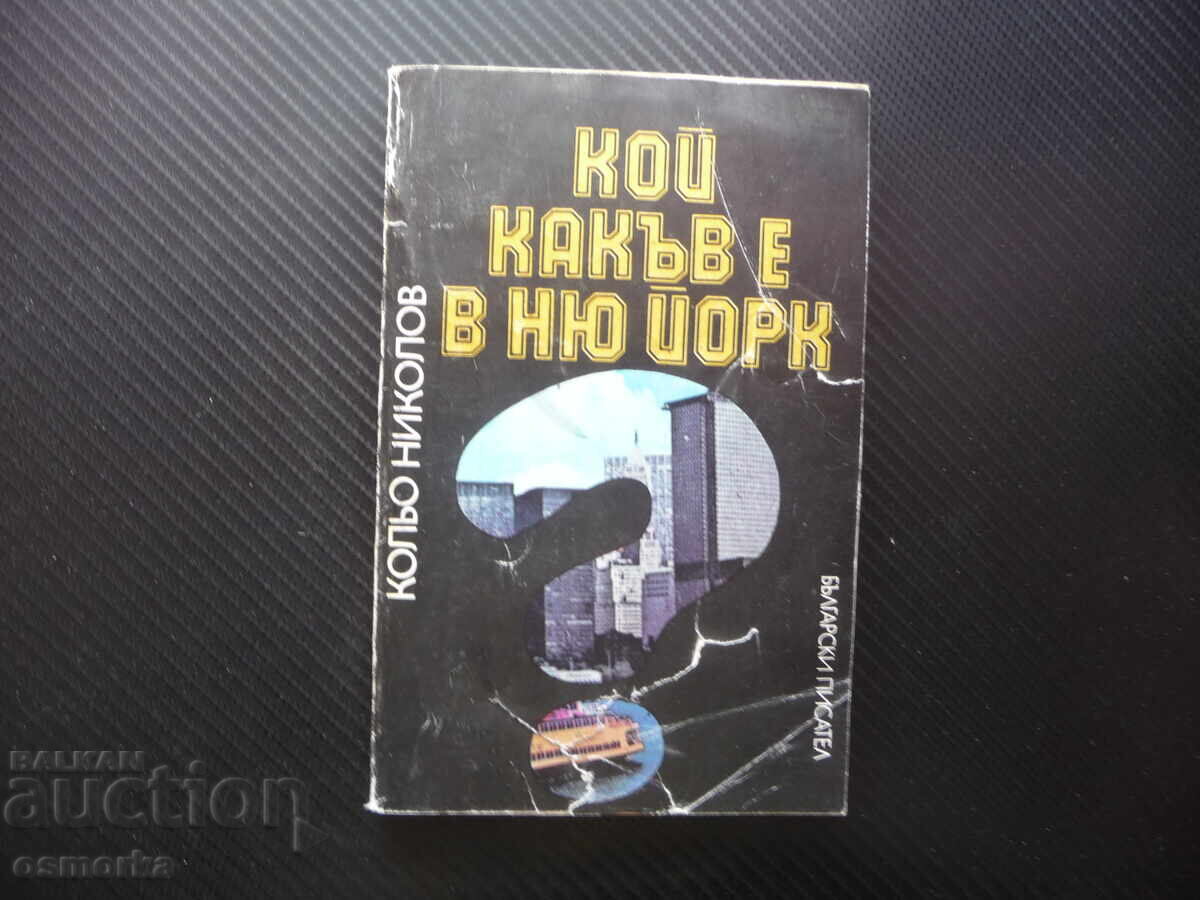 КОЙ
КАКЪВ Е
В НЮ ЙОРК
КОЛЬО НИКОЛОВ
БЪЛГАРСКИ ПИСАТЕЛ
BALKAN
auction
osmorka